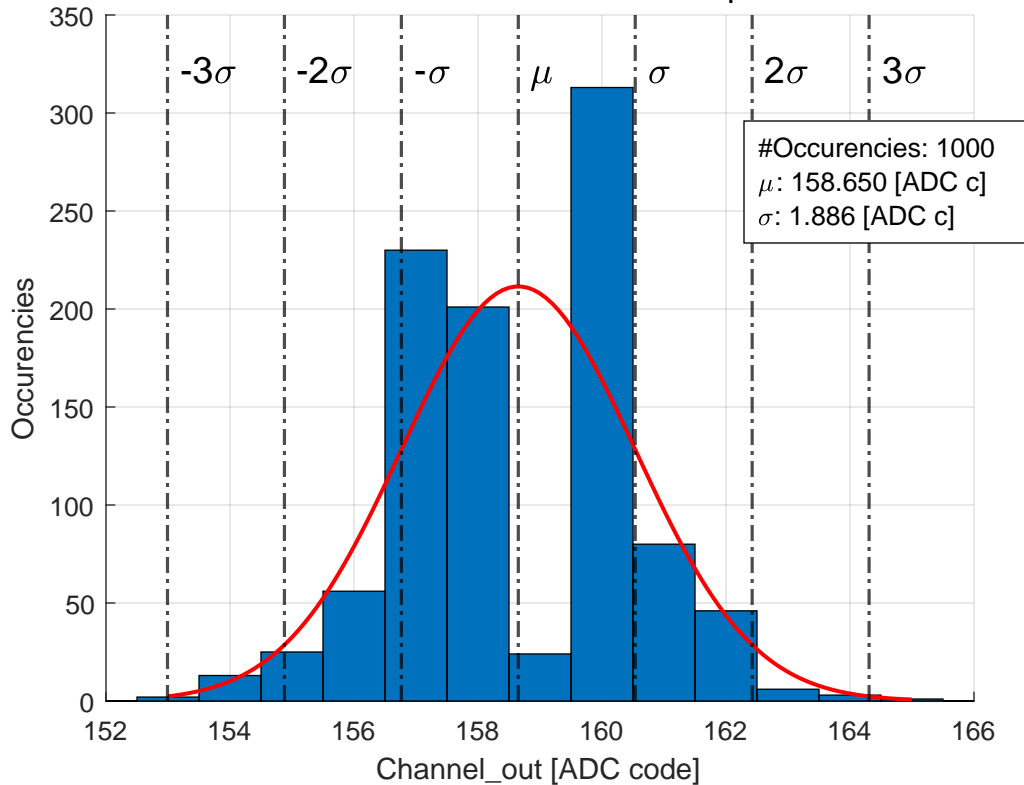 350
300
250
200
150
100
50
0
Occurencies
-3σ
-2σ
-σ
μ
σ
2σ
3σ
#Occurencies: 1000
μ: 158.650 [ADC c]
σ: 1.886 [ADC c]
152
154
156
158
160
162
164
166
Channel_out [ADC code]